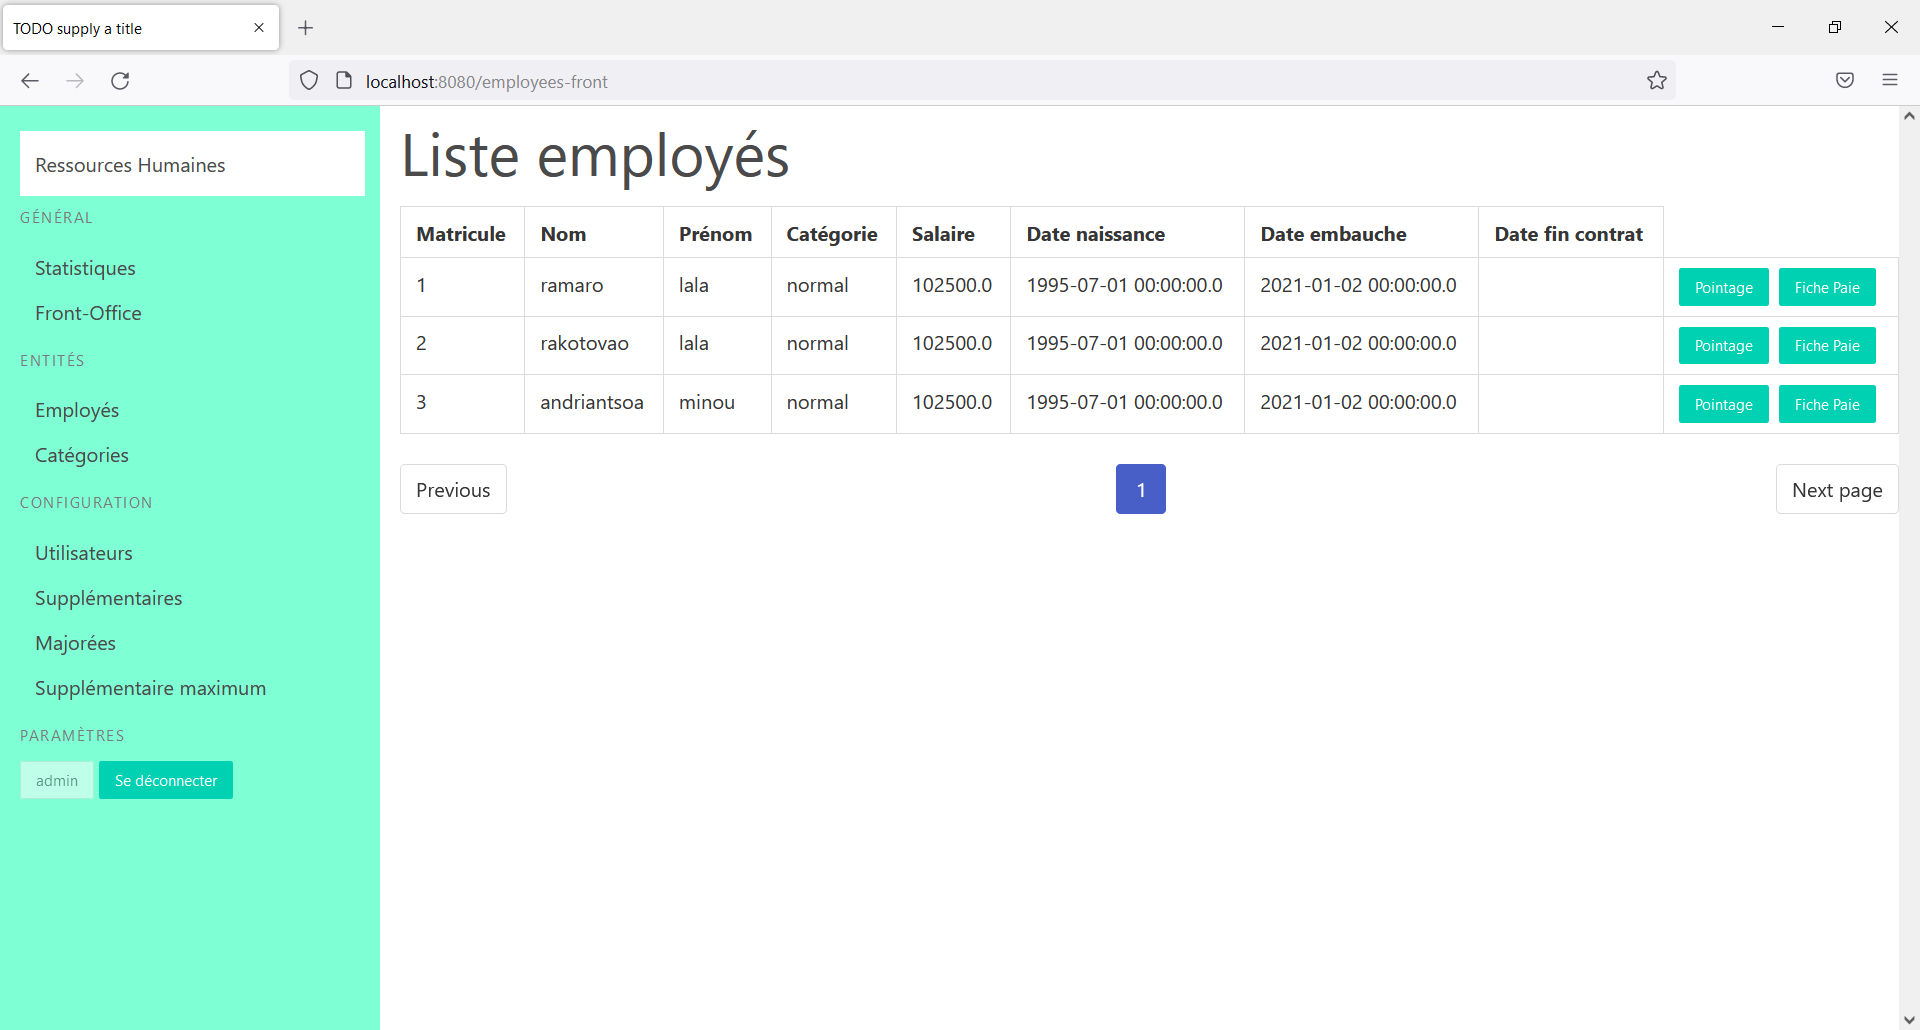 TODO supply a title
localhost:8080/employees-front
Ressources Humaines
GÉNÉRAL
Statistiques
Front-Office
ENTITÉS
Employés
Catégories
CONFIGURATION
Utilisateurs
Supplémentaires
Majorées
Supplémentaire maximum
PARAMÈTRES
admin Se déconnecter
Liste employés
Matricule Nom Prénom Catégorie Salaire Date naissance Date embauche Date fin contrat
1 ramaro lala normal 102500.0 1995-07-01 00:00:00.0 2021-01-02 00:00:00.0 Pointage Fiche Paie
2 rakotovao lala normal 102500.0 1995-07-01 00:00:00.0 2021-01-02 00:00:00.0 Pointage Fiche Paie
3 andriantsoa minou normal 102500.0 1995-07-01 00:00:00.0 2021-01-02 00:00:00.0 Pointage Fiche Paie
Previous 1 Next page